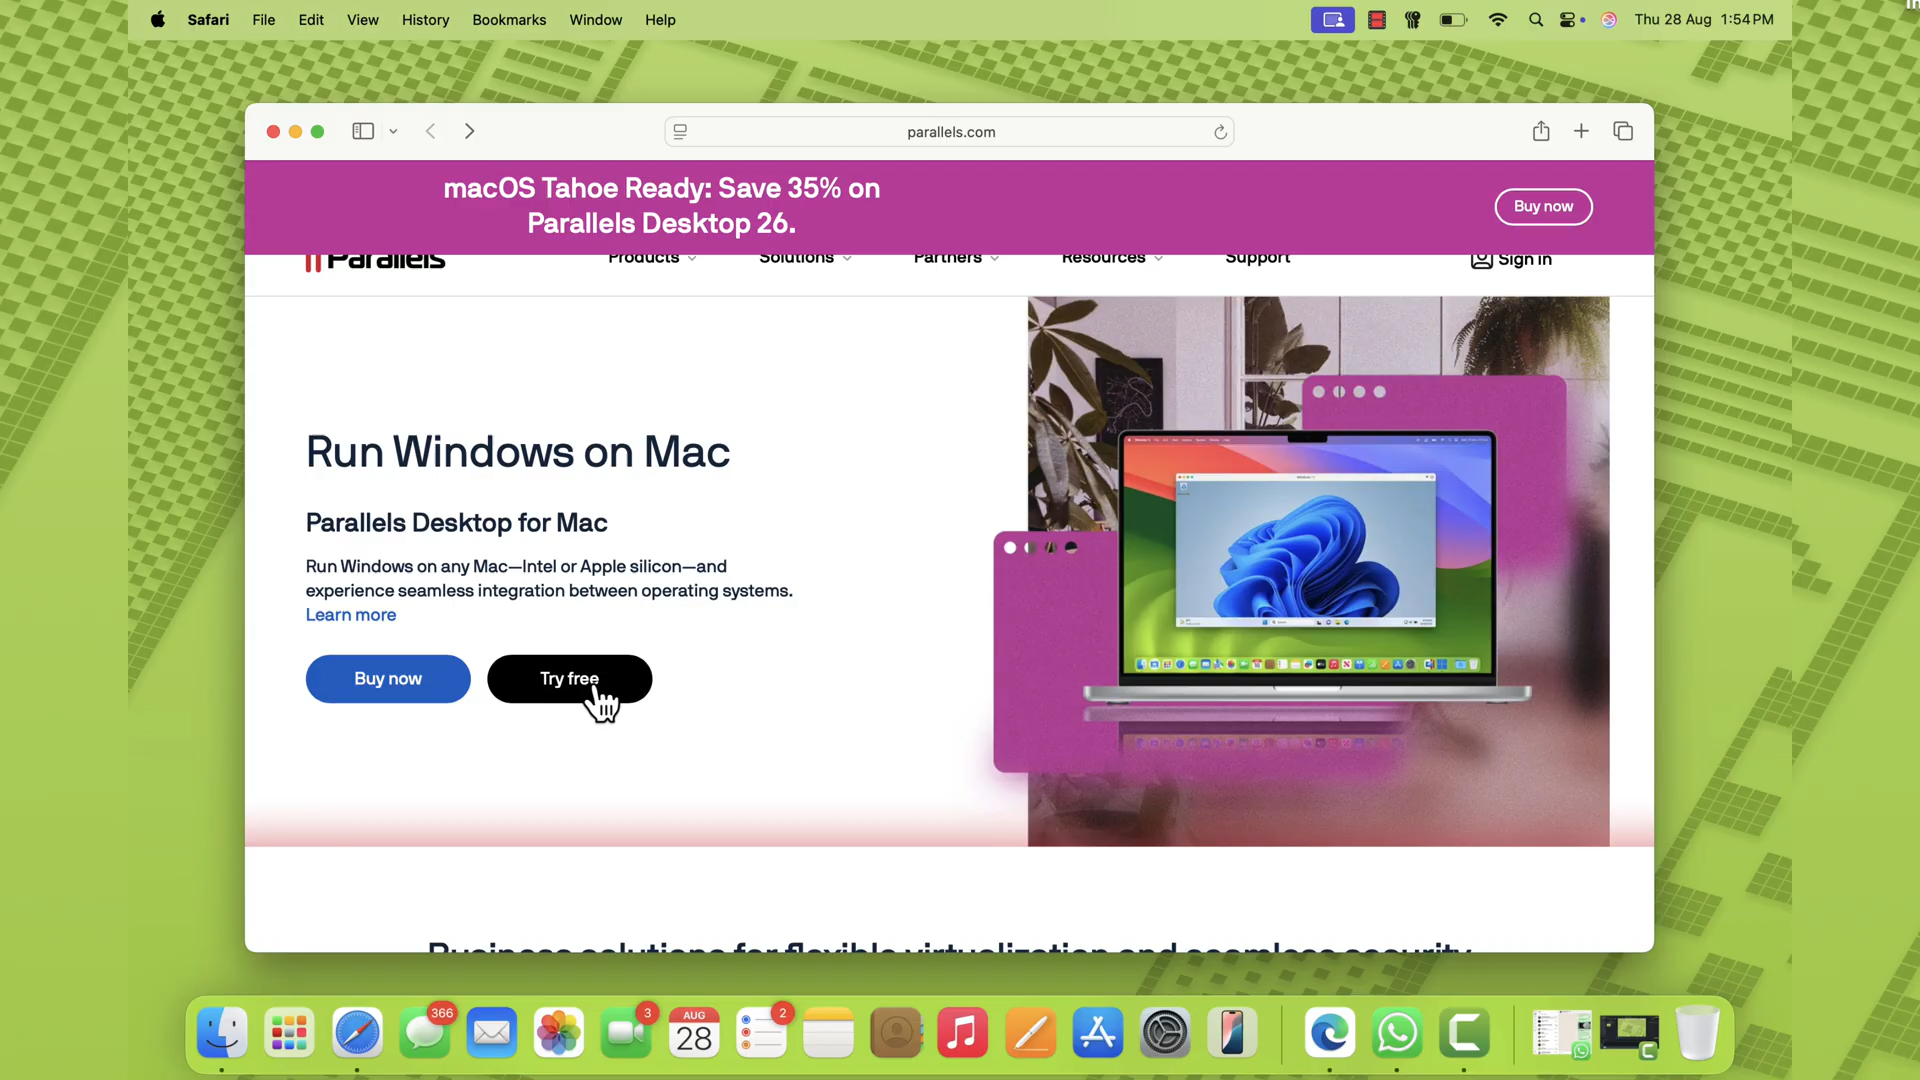 Safari File Edit View History Bookmarks Window Help Thu 28 Aug 1:54 PM
parallels.com
macOS Tahoe Ready: Save 35% on
Parallels Desktop 26.
Buy now
Parallels Products Solutions Partners Resources Support Sign in
Run Windows on Mac
Parallels Desktop for Mac
Run Windows on any Mac—Intel or Apple silicon—and
experience seamless integration between operating systems.
Learn more
Buy now Try free
Business solutions for flexible virtualization and seamless security
366 3 AUG 28 2